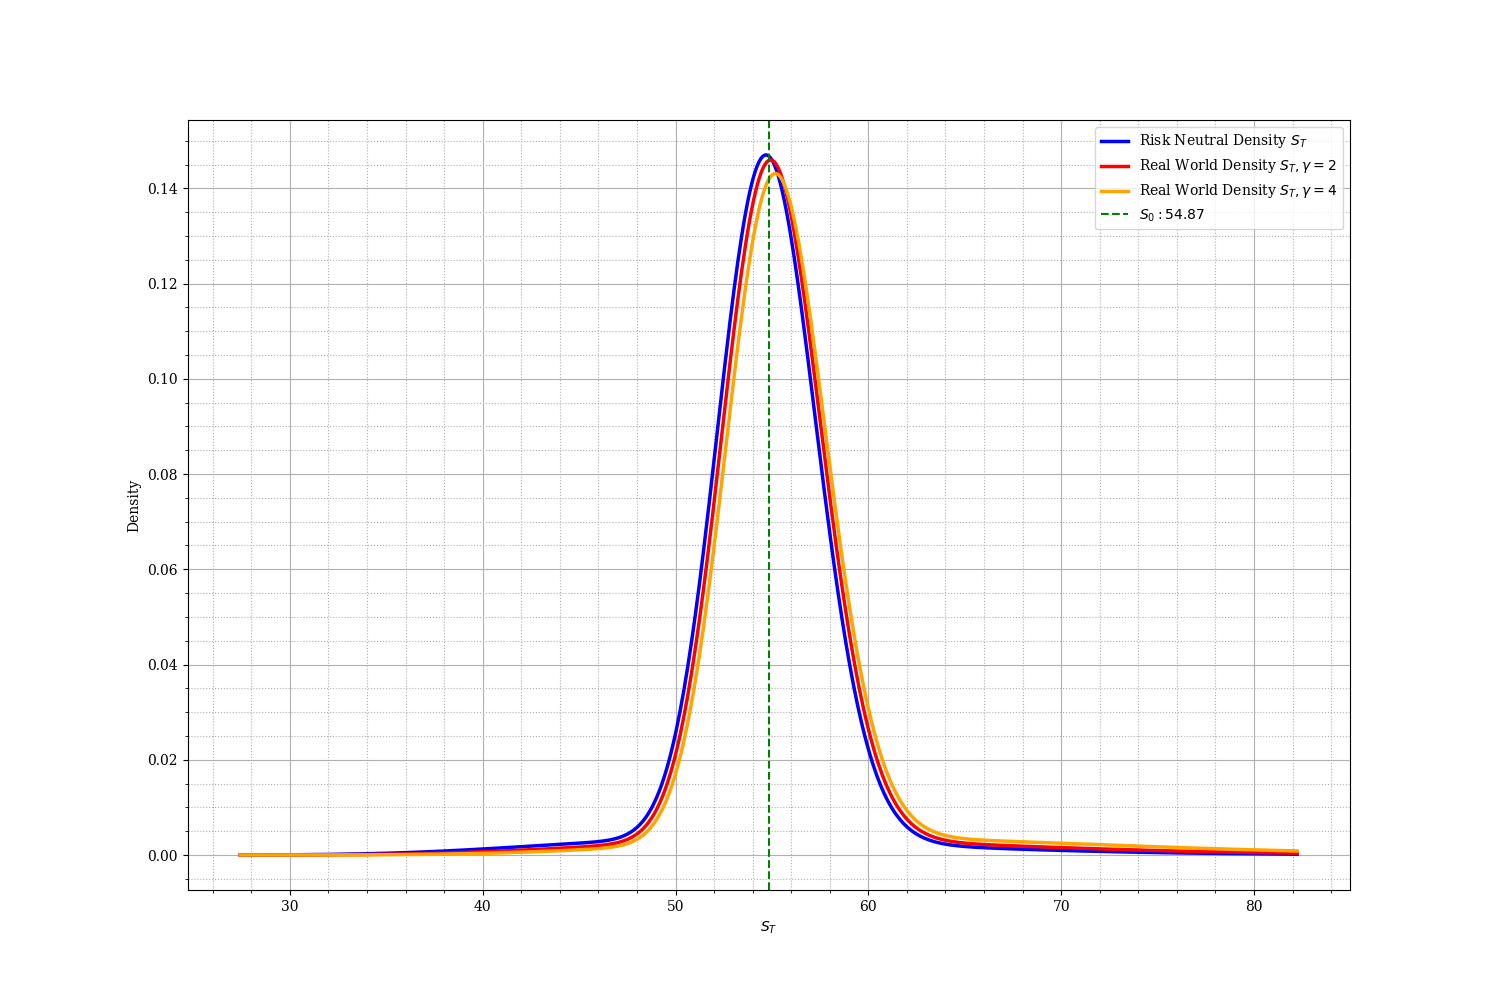 Risk Neutral Density S_T
Real World Density S_T, γ = 2
Real World Density S_T, γ = 4
S_0 : 54.87
0.14
0.12
0.10
0.08
0.06
0.04
0.02
0.00
Density
30 40 50 60 70 80
S_T